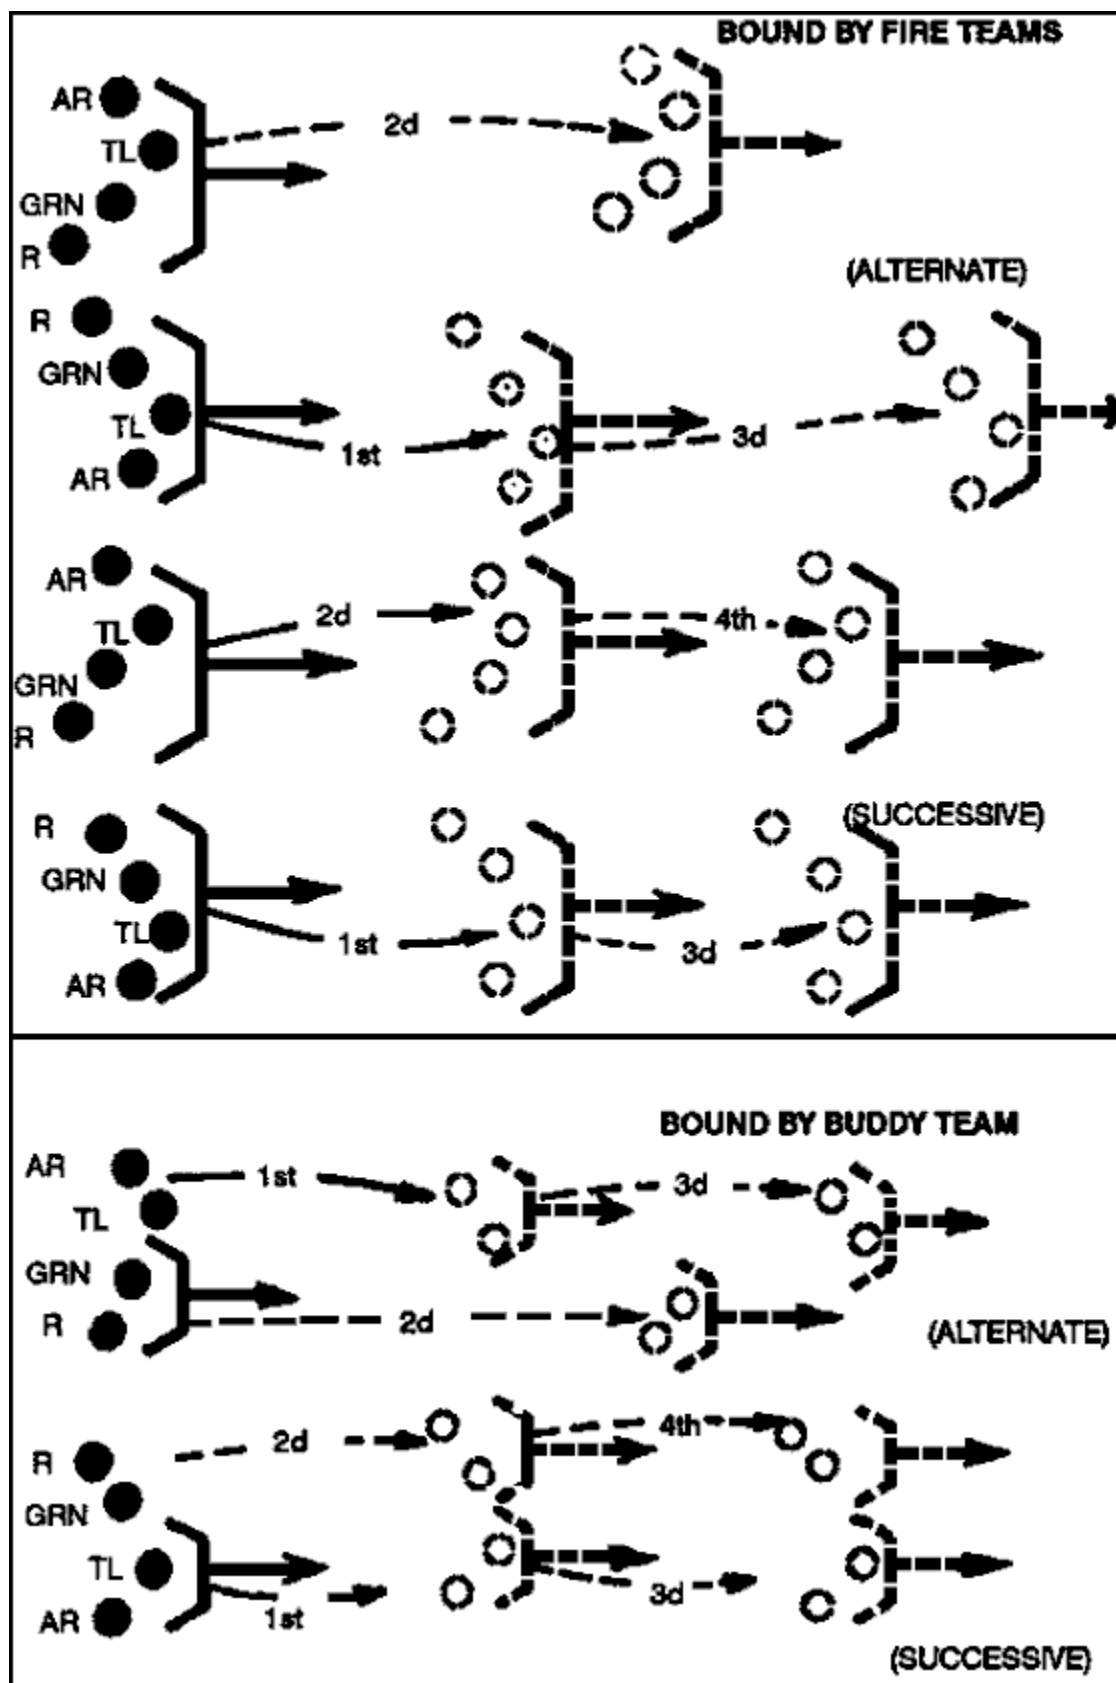 BOUND BY FIRE TEAMS
AR
2d
TL
GRN
R
(ALTERNATE)
R
GRN
TL
1st
3d
AR
AR
2d
4th
TL
GRN
R
(SUCCESSIVE)
R
GRN
TL
1st
3d
AR
BOUND BY BUDDY TEAM
AR
1st
3d
TL
GRN
R
2d
(ALTERNATE)
2d
4th
R
GRN
TL
1st
3d
AR
(SUCCESSIVE)